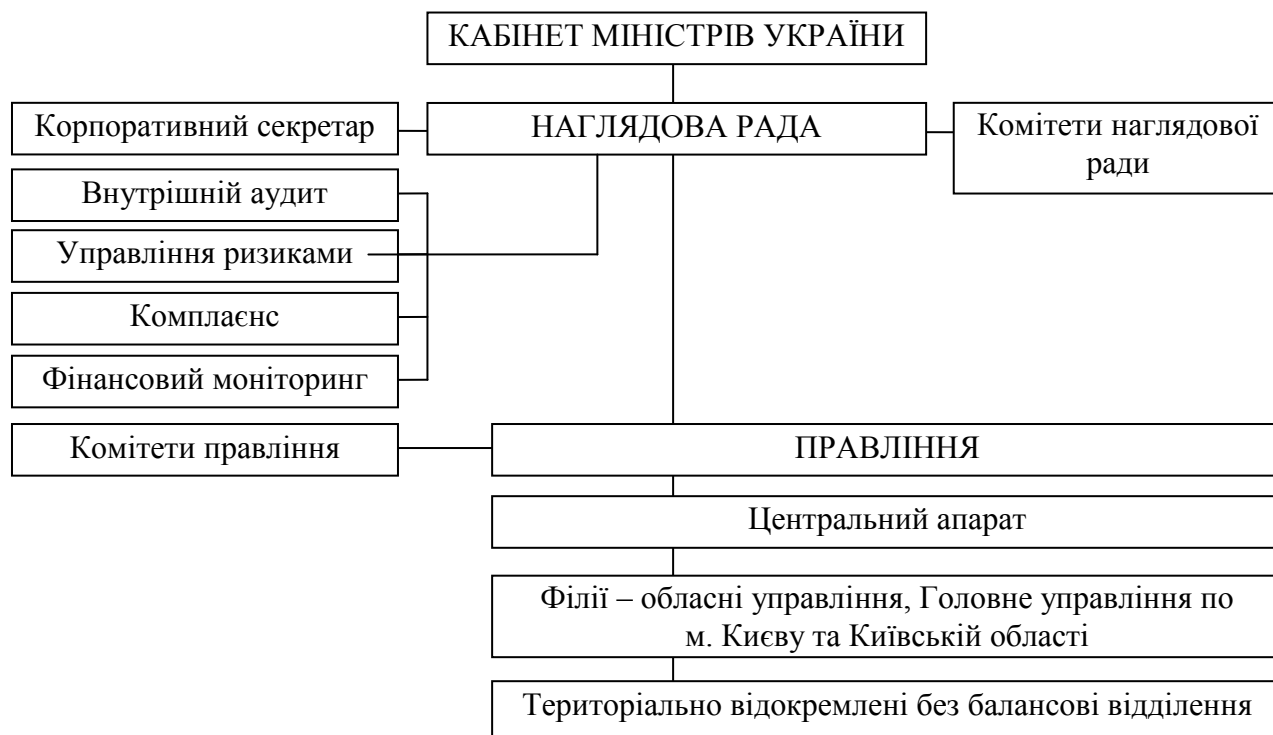 КАБІНЕТ МІНІСТРІВ УКРАЇНИ
Корпоративний секретар
НАГЛЯДОВА РАДА
Комітети наглядової
ради
Внутрішній аудит
Управління ризиками
Комплаєнс
Фінансовий моніторинг
Комітети правління
ПРАВЛІННЯ
Центральний апарат
Філії – обласні управління, Головне управління по
м. Києву та Київській області
Територіально відокремлені без балансові відділення